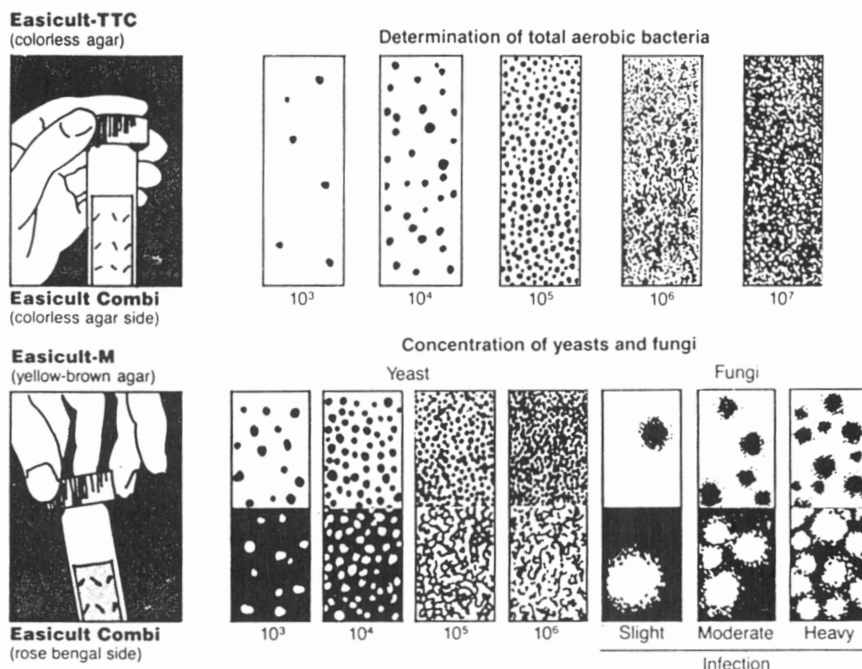 Easicult-TTC
(colorless agar)
Determination of total aerobic bacteria
10³ 10⁴ 10⁵ 10⁶ 10⁷
Easicult Combi
(colorless agar side)
Easicult-M
(yellow-brown agar)
Concentration of yeasts and fungi
Yeast Fungi
10³ 10⁴ 10⁵ 10⁶ Slight Moderate Heavy
Easicult Combi
(rose bengal side)
Infection